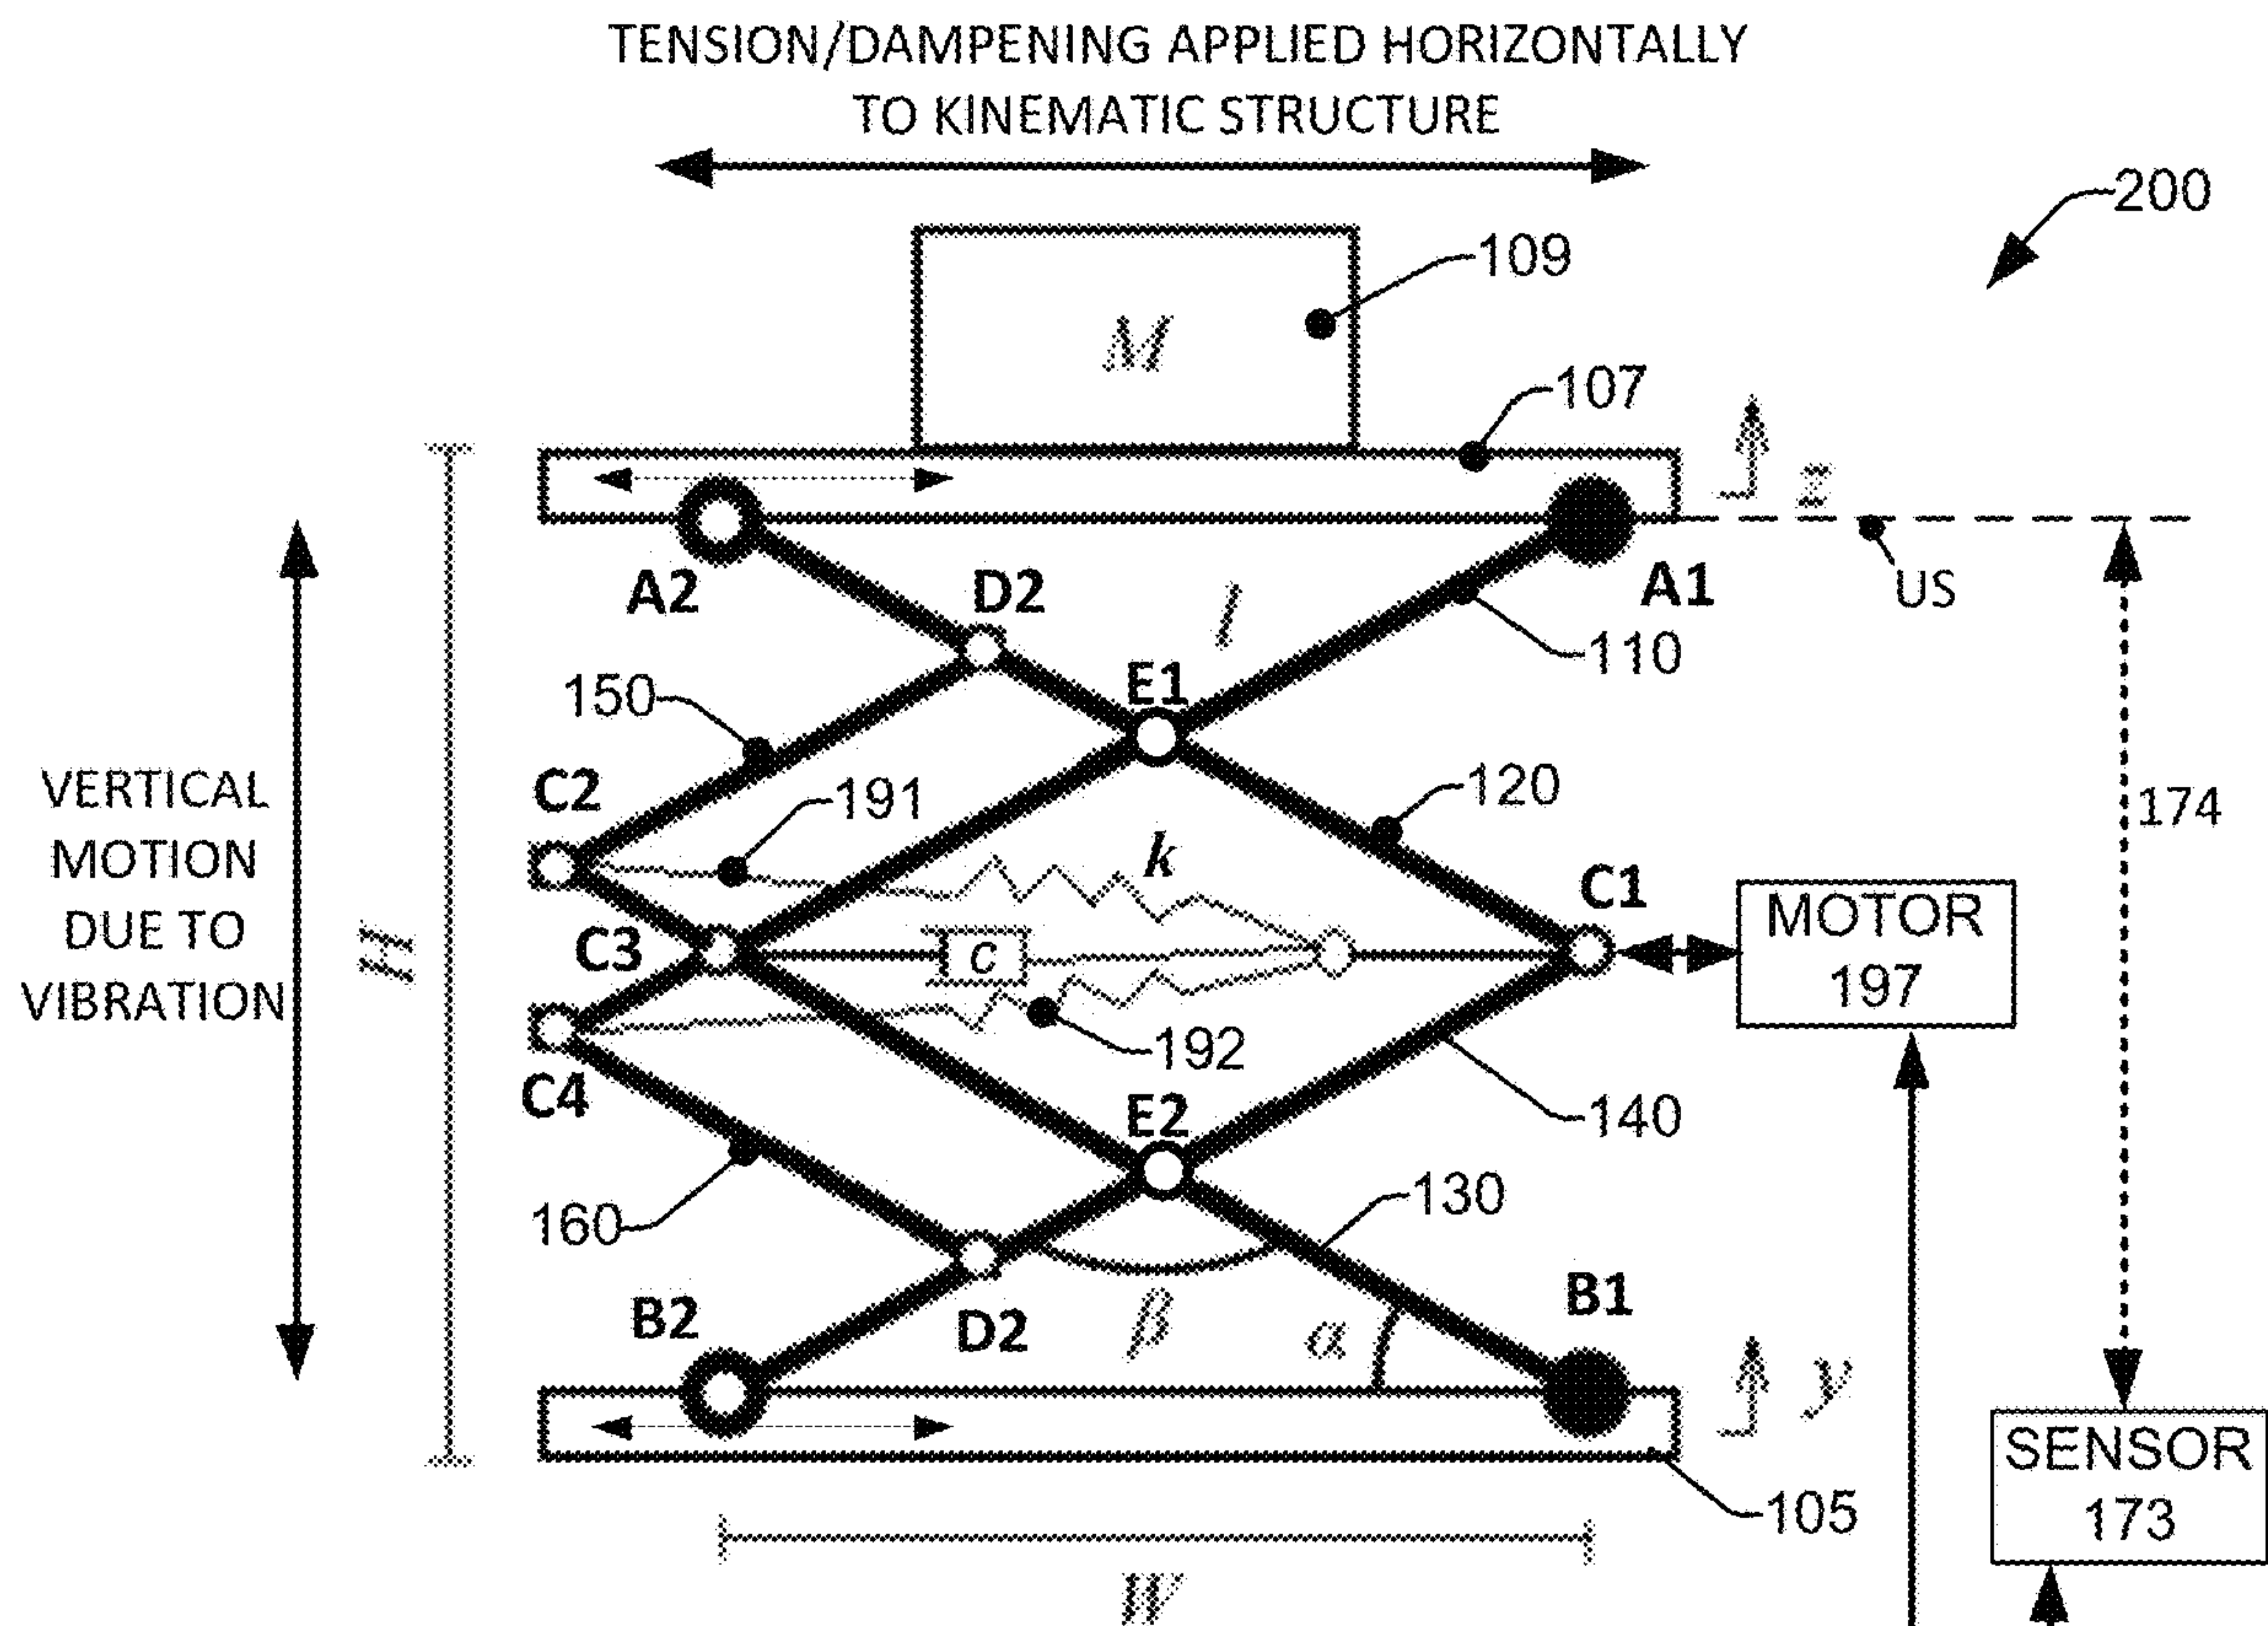 TENSION/DAMPENING APPLIED HORIZONTALLY
TO KINEMATIC STRUCTURE
200
109
M
107
z
A2
D2
A1
US
l
110
E1
150
C2
191
120
174
VERTICAL
MOTION
DUE TO
VIBRATION
H
k
C1
MOTOR
197
C3
c
192
C4
E2
140
160
130
B2
D2
β
α
B1
y
SENSOR
173
105
W